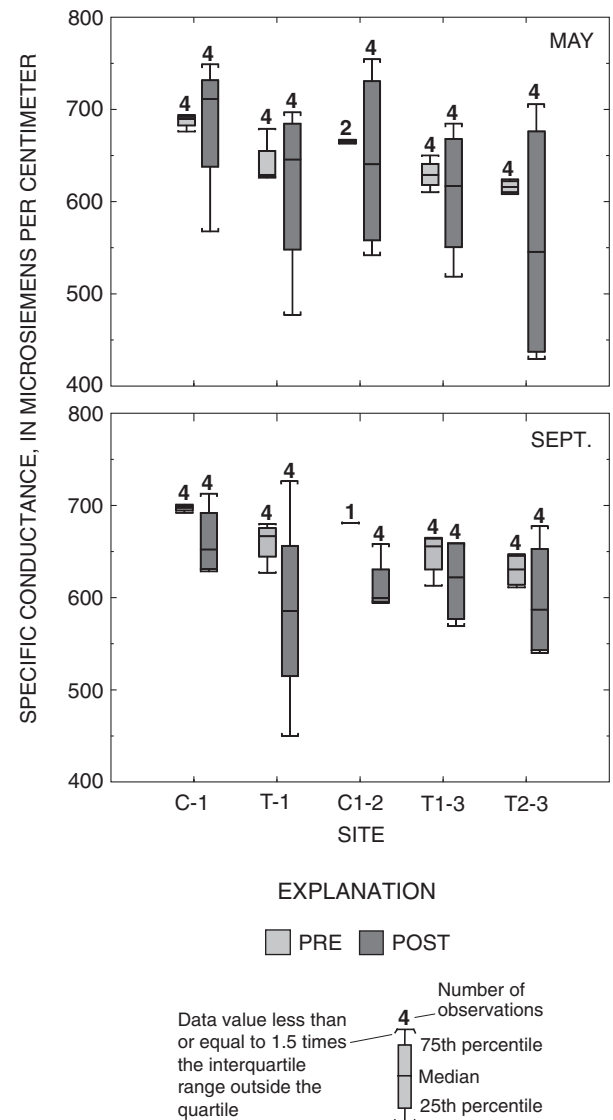 SPECIFIC CONDUCTANCE, IN MICROSIEMENS PER CENTIMETER
800
700
600
500
400
MAY
4 4
4 4
2 4
4 4
4 4
800
700
600
500
400
SEPT.
4 4
4 4
1 4
4 4
4 4
C-1 T-1 C1-2 T1-3 T2-3
SITE
EXPLANATION
PRE POST
Data value less than
or equal to 1.5 times
the interquartile
range outside the
quartile
4
Number of
observations
75th percentile
Median
25th percentile